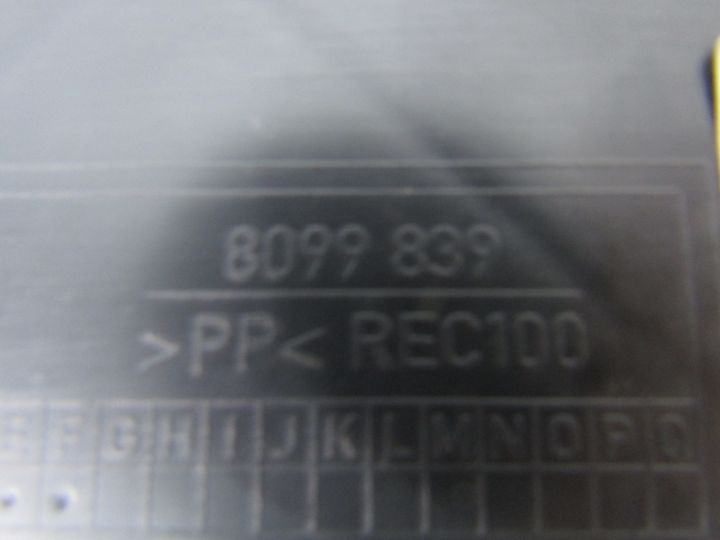 8099 839
>PP< REC100
E F G H I J K L M N O P Q